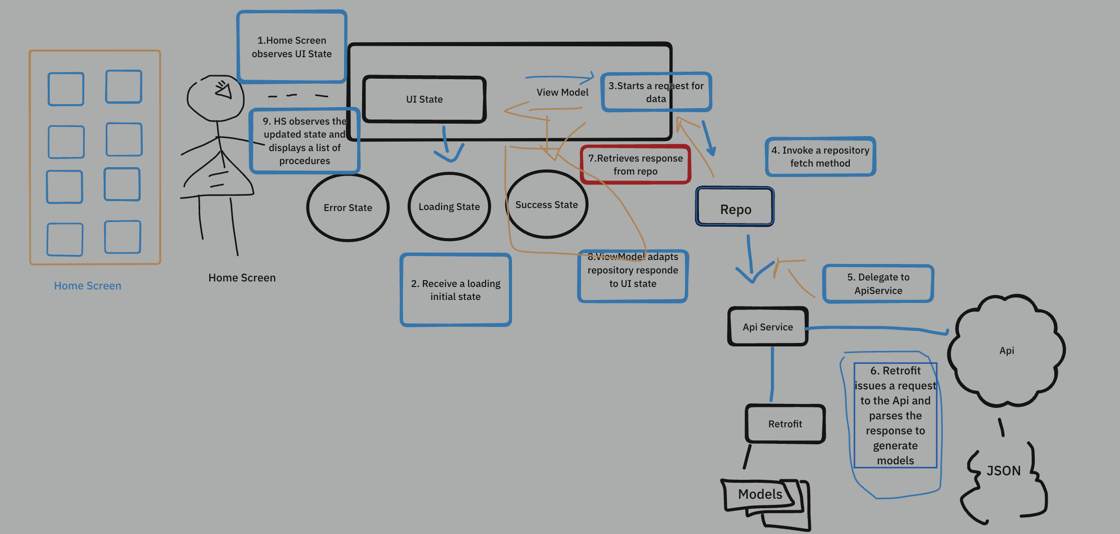 1.Home Screen
observes UI State
UI State
View Model
3.Starts a request for
data
9. HS observes the
updated state and
displays a list of
procedures
7.Retrieves response
from repo
4. Invoke a repository
fetch method
Error State
Loading State
Success State
Repo
Home Screen
Home Screen
2. Receive a loading
initial state
8.ViewModel adapts
repository responde
to UI state
5. Delegate to
ApiService
Api Service
Api
6. Retrofit
issues a request
to the Api and
parses the
response to
generate
models
Retrofit
Models
JSON